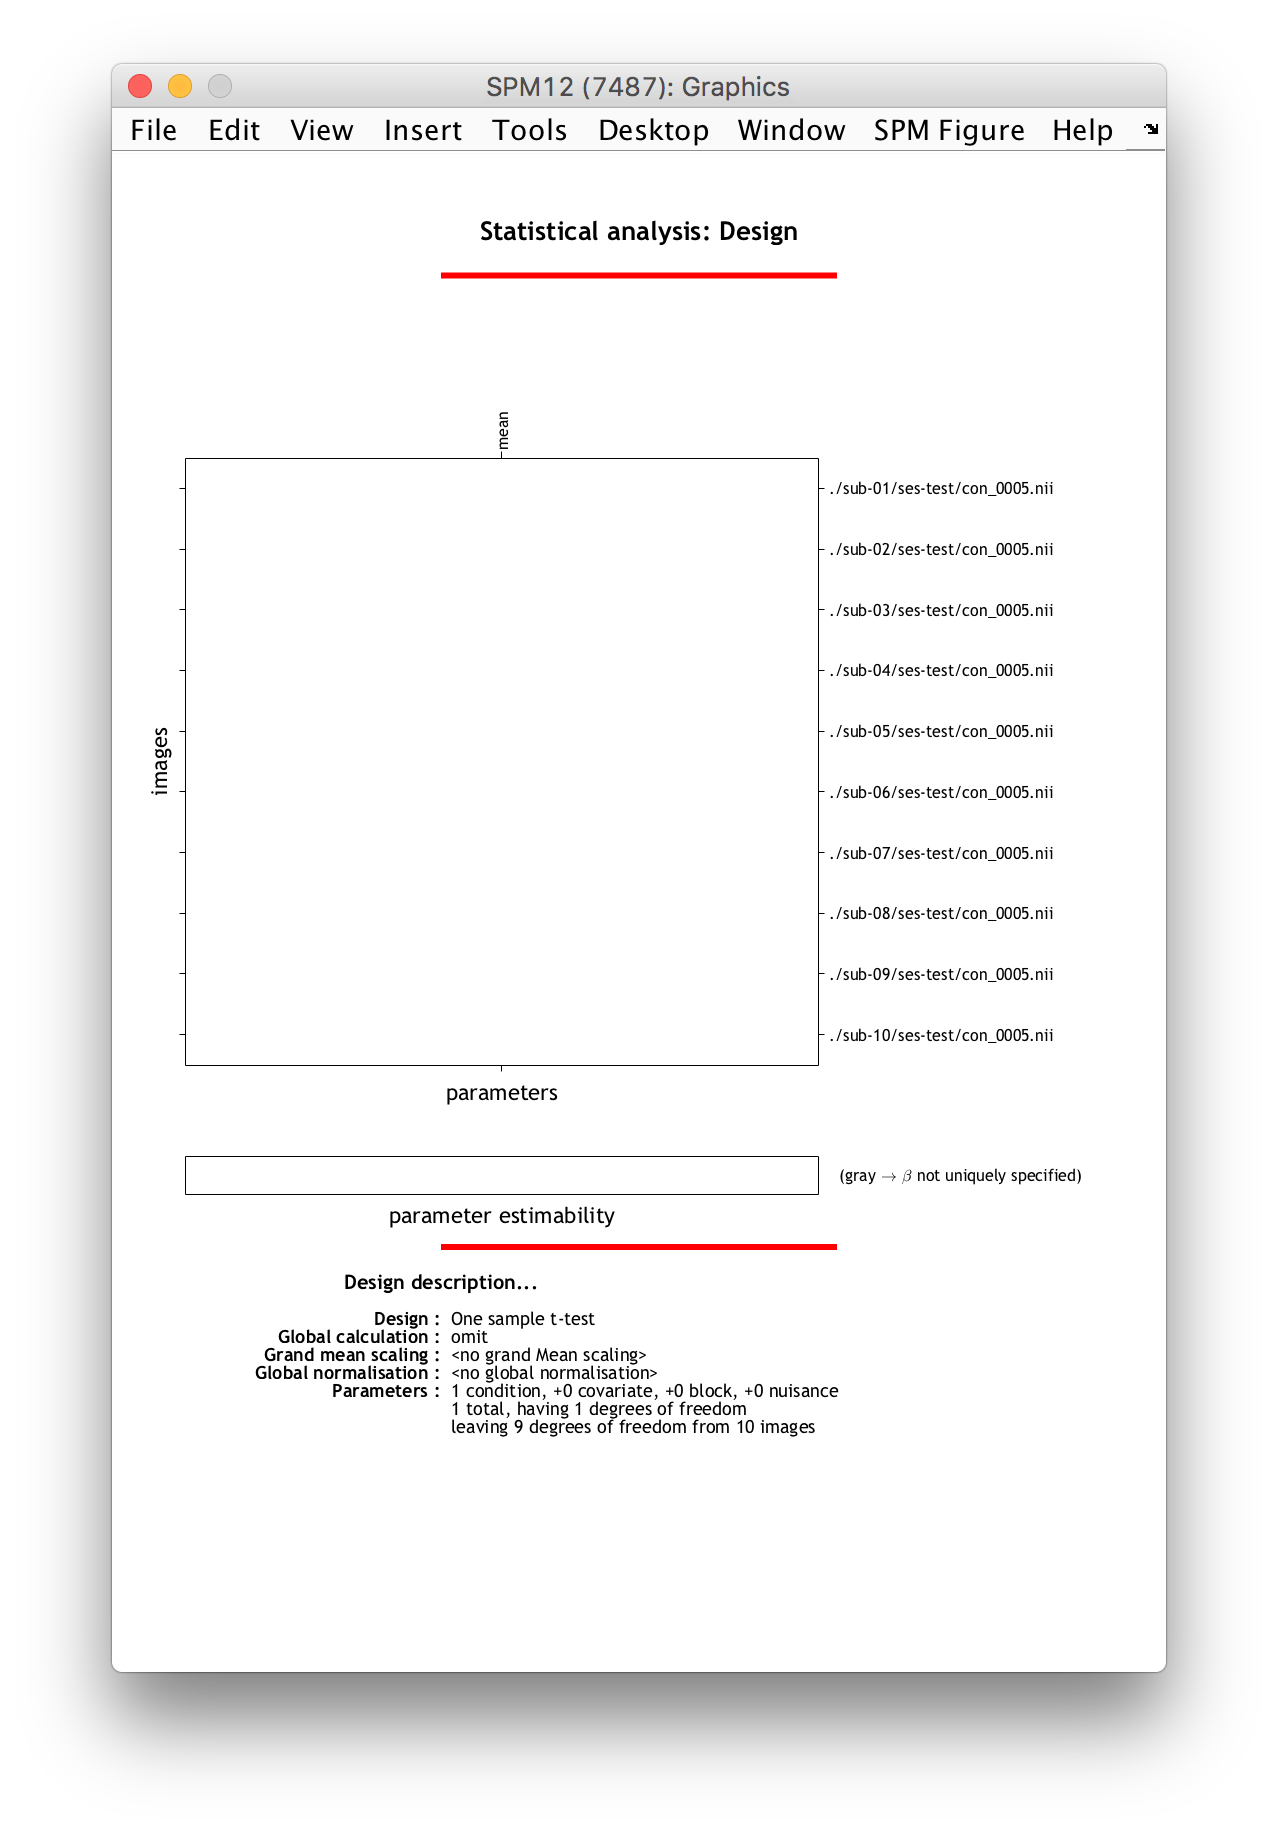 SPM12 (7487): Graphics
File Edit View Insert Tools Desktop Window SPM Figure Help
Statistical analysis: Design
mean
images
./sub-01/ses-test/con_0005.nii
./sub-02/ses-test/con_0005.nii
./sub-03/ses-test/con_0005.nii
./sub-04/ses-test/con_0005.nii
./sub-05/ses-test/con_0005.nii
./sub-06/ses-test/con_0005.nii
./sub-07/ses-test/con_0005.nii
./sub-08/ses-test/con_0005.nii
./sub-09/ses-test/con_0005.nii
./sub-10/ses-test/con_0005.nii
parameters
(gray → β not uniquely specified)
parameter estimability
Design description...
Design : One sample t-test
Global calculation : omit
Grand mean scaling : <no grand Mean scaling>
Global normalisation : <no global normalisation>
Parameters : 1 condition, +0 covariate, +0 block, +0 nuisance
1 total, having 1 degrees of freedom
leaving 9 degrees of freedom from 10 images